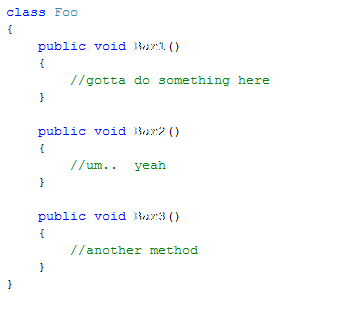 class Foo
{
public void Bar1()
{
//gotta do something here
}
public void Bar2()
{
//um.. yeah
}
public void Bar3()
{
//another method
}
}